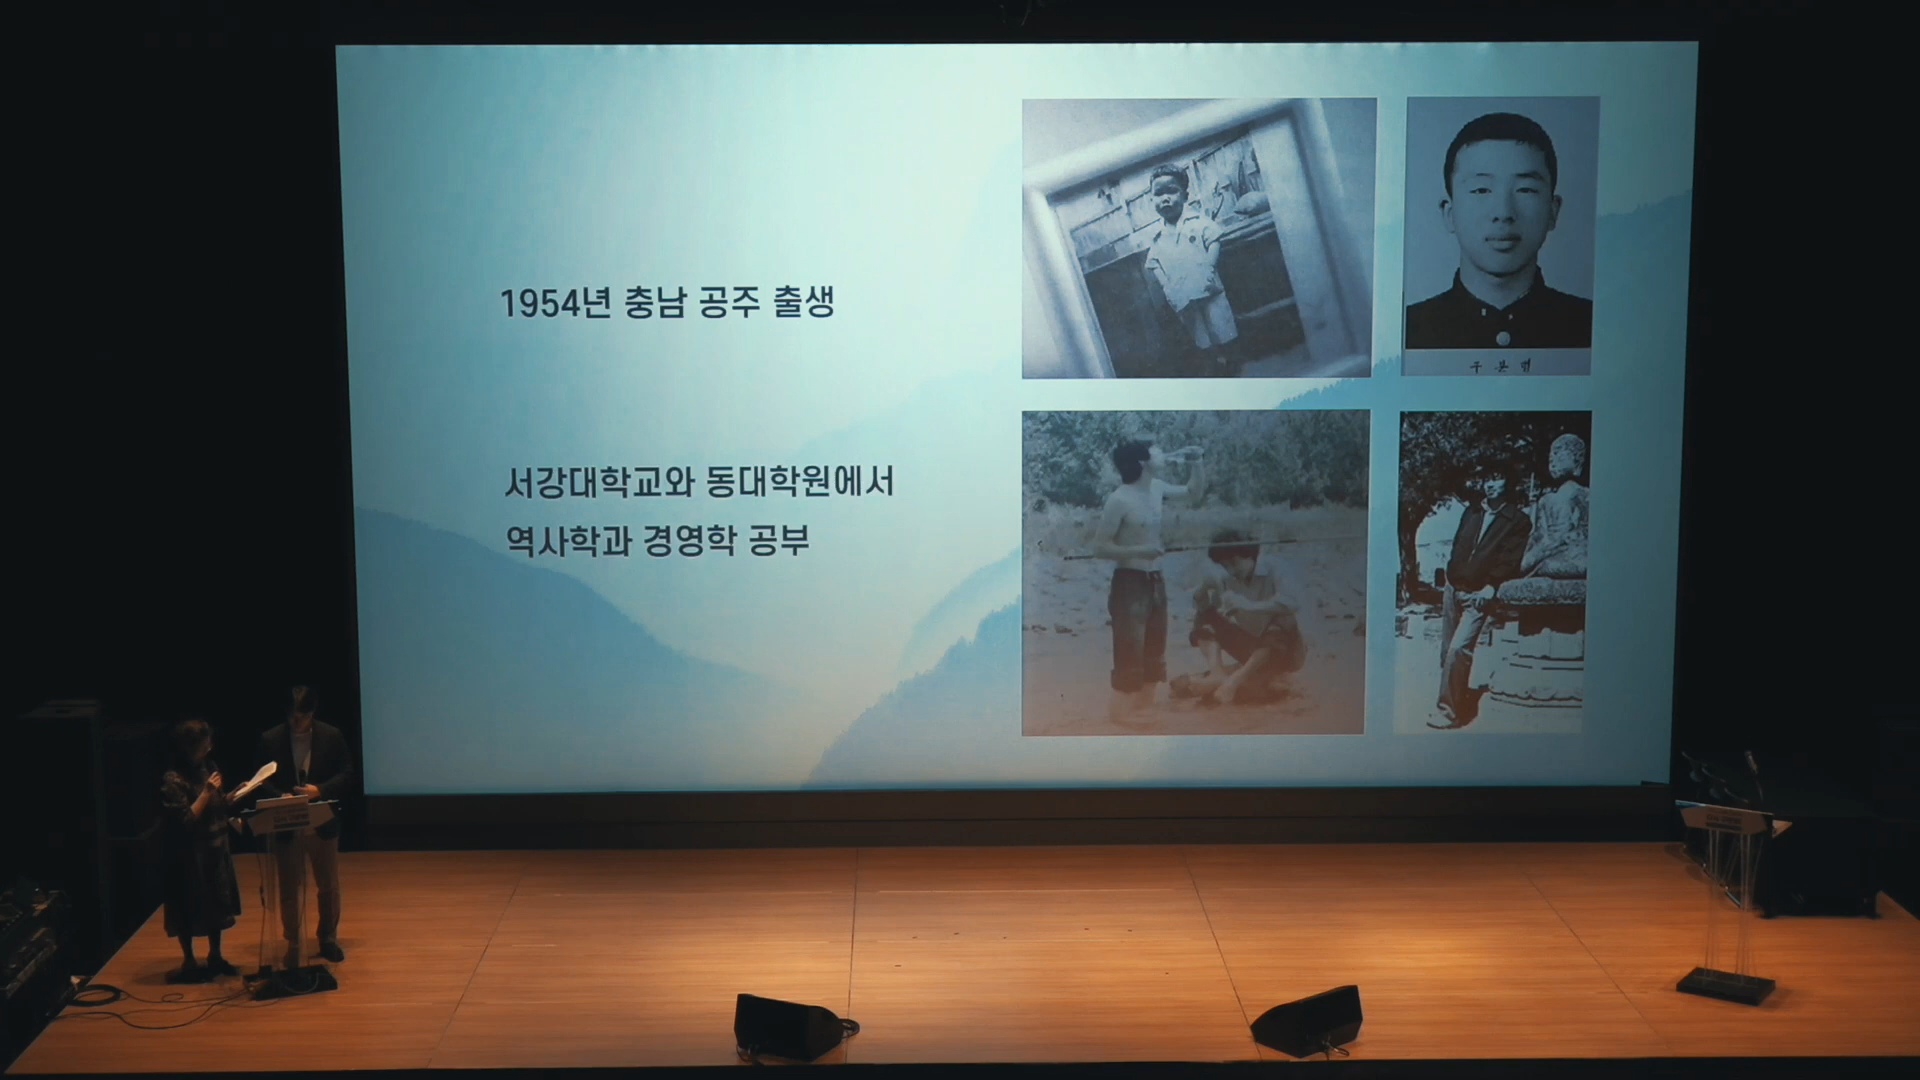 1954년 충남 공주 출생
서강대학교와 동대학원에서
역사학과 경영학 공부